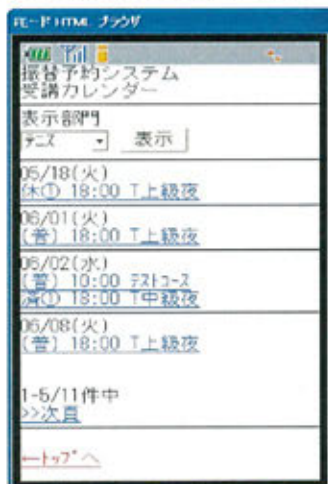 iモード HTML ブラウザ
振替予約システム
受講カレンダー
表示部門
テニス 表示
05/18(火)
休① 18:00 T上級夜
06/01(火)
(普) 18:00 T上級夜
06/02(水)
(普) 10:00 テストコース
済① 18:00 T中級夜
06/08(火)
(普) 18:00 T上級夜
1-5/11件中
>>次頁
←トップへ